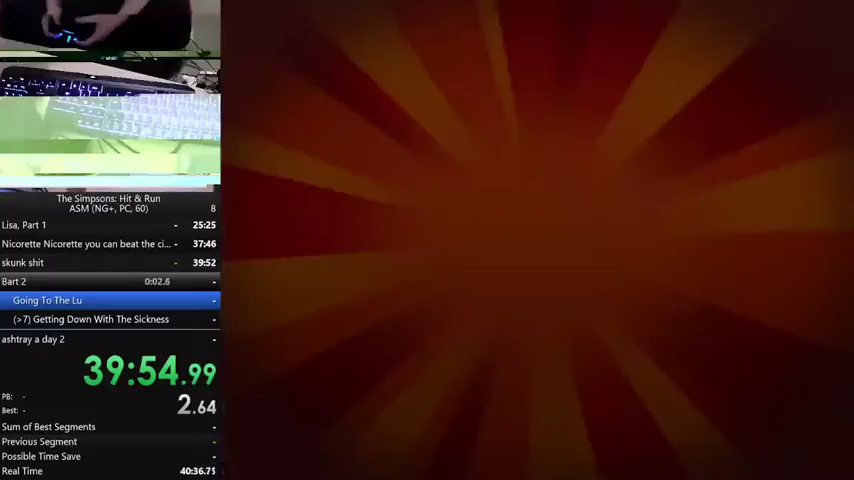 The Simpsons: Hit & Run
ASM (NG+, PC, 60) 8
Lisa, Part 1 - 25:25
Nicorette Nicorette you can beat the ci... - 37:46
skunk shit - 39:52
Bart 2 0:02.6 -
Going To The Lu -
(>7) Getting Down With The Sickness -
ashtray a day 2 -
39:54.99
PB: -
Best: - 2.64
Sum of Best Segments -
Previous Segment -
Possible Time Save -
Real Time 40:36.75